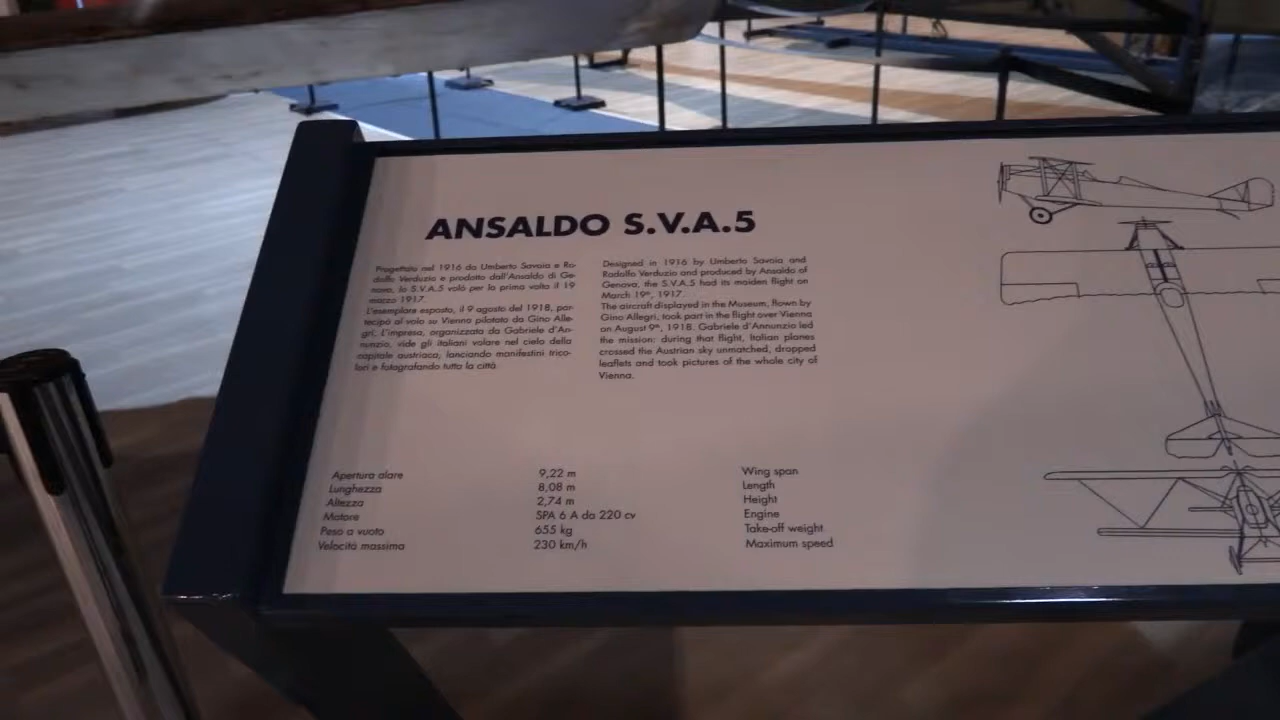 ANSALDO S.V.A.5
Progettato nel 1916 da Umberto Savoia e Ro-
dolfo Verduzio e prodotto dall'Ansaldo di Ge-
nova, lo S.V.A.5 volò per la prima volta il 19
marzo 1917.
L'esemplare esposto, il 9 agosto del 1918, par-
tecipò al volo su Vienna pilotato da Gino Alle-
gri. L'impresa, organizzata da Gabriele d'An-
nunzio, vide gli italiani volare nel cielo della
capitale austriaca, lanciando manifestini trico-
lori e fotografando tutta la città.
Designed in 1916 by Umberto Savoia and
Rodolfo Verduzio and produced by Ansaldo of
Genova, the S.V.A.5 had its maiden flight on
March 19th, 1917.
The aircraft displayed in the Museum, flown by
Gino Allegri, took part in the flight over Vienna
on August 9th, 1918. Gabriele d'Annunzio led
the mission: during that flight, Italian planes
crossed the Austrian sky unmatched, dropped
leaflets and took pictures of the whole city of
Vienna.
Apertura alare 9,22 m Wing span
Lunghezza 8,08 m Length
Altezza 2,74 m Height
Motore SPA 6 A da 220 cv Engine
Peso a vuoto 655 kg Take-off weight
Velocità massima 230 km/h Maximum speed